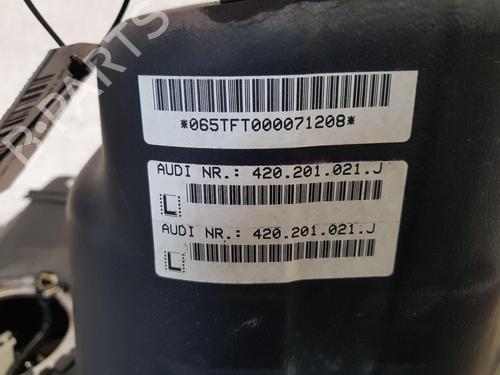 B-PARTS
*065TFT000071208*
AUDI NR.: 420.201.021.J
L
AUDI NR.: 420.201.021.J
L